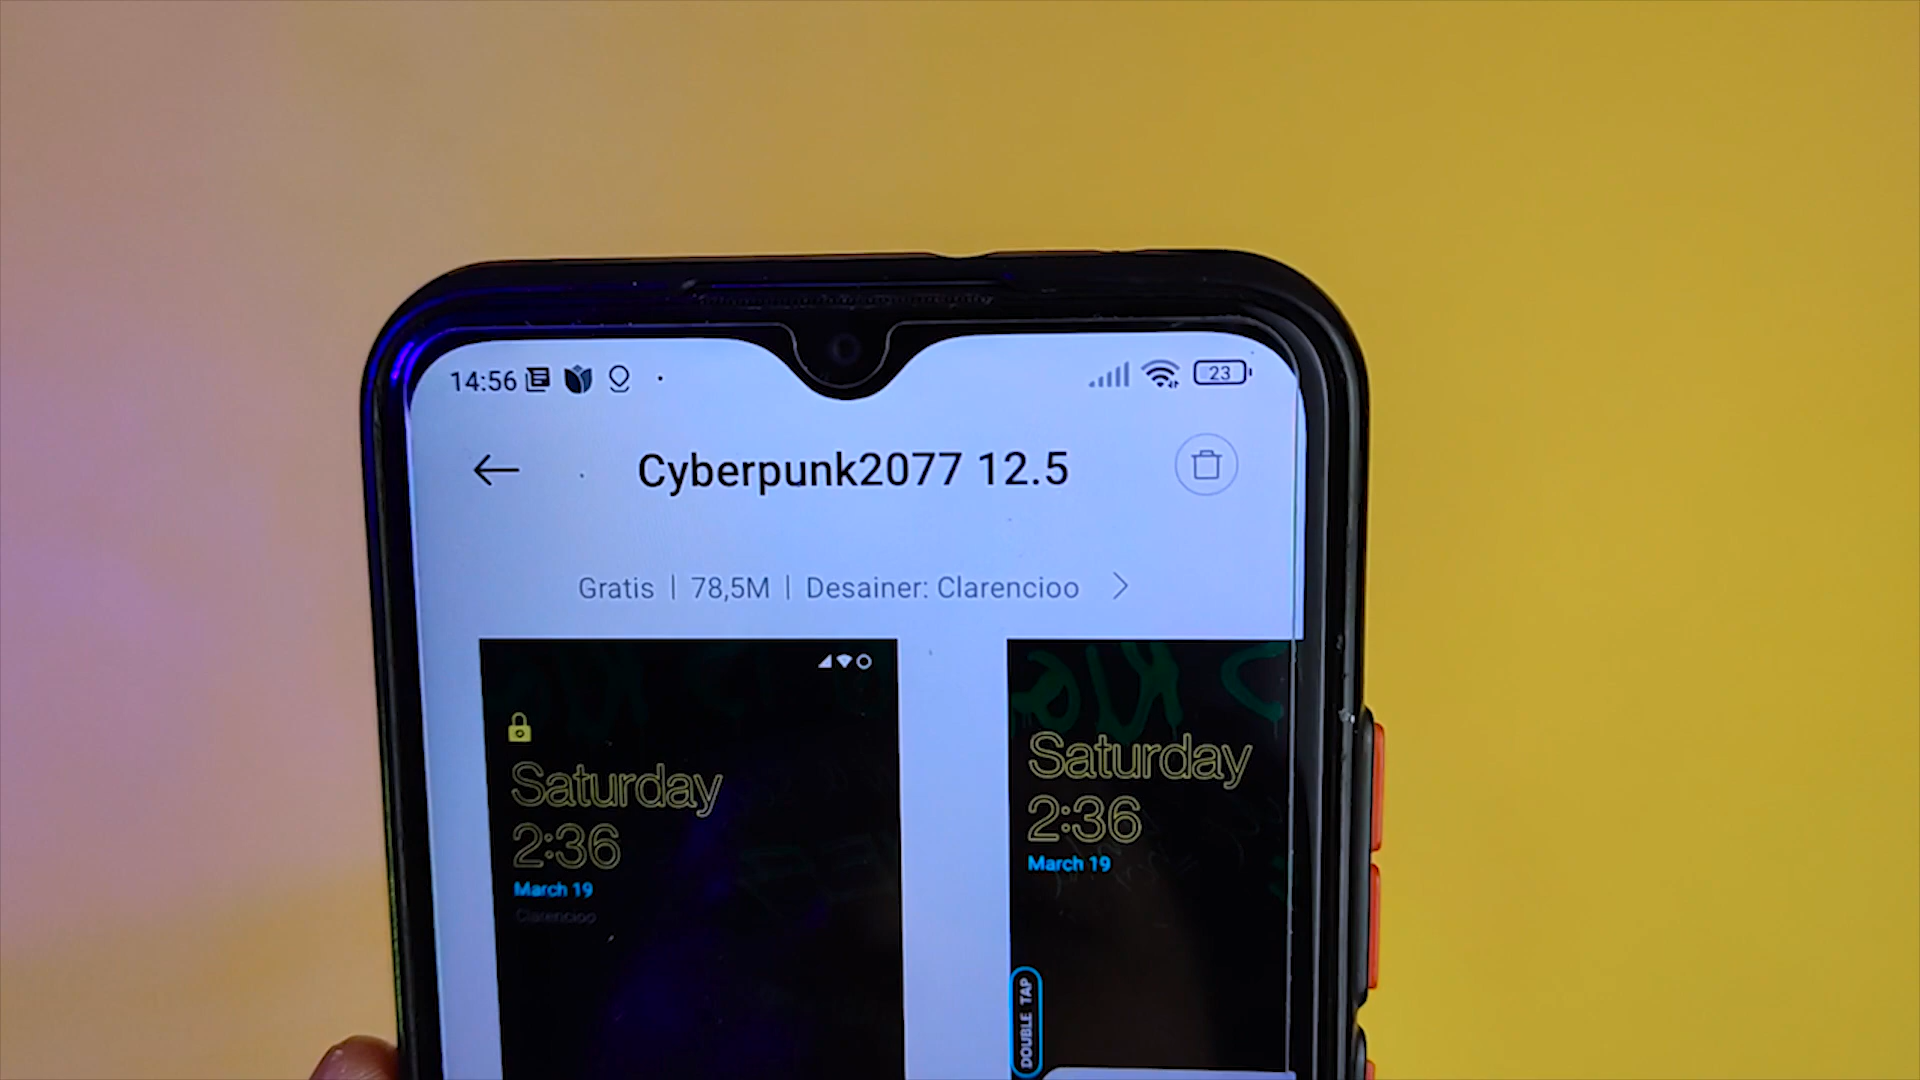 14:56
23
Cyberpunk2077 12.5
Gratis | 78,5M | Desainer: Clarencioo
Saturday
2:36
March 19
Clarencioo
Saturday
2:36
March 19
DOUBLE TAP